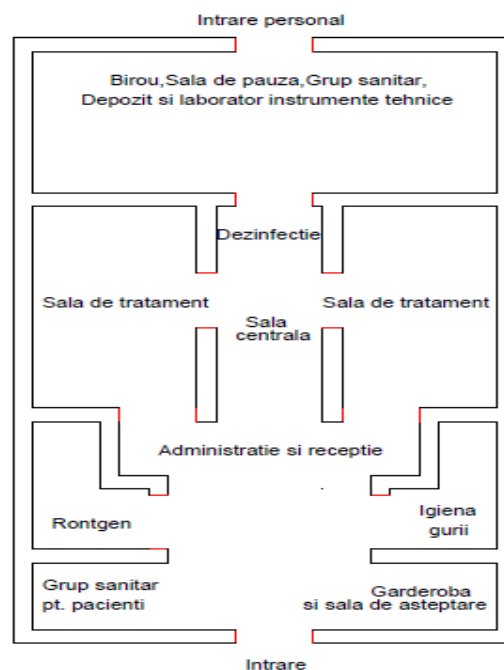 Intrare personal
Birou,Sala de pauza,Grup sanitar,
Depozit si laborator instrumente tehnice
Dezinfectie
Sala de tratament
Sala de tratament
Sala
centrala
Administratie si receptie
Rontgen
Igiena
gurii
Grup sanitar
pt. pacienti
Garderoba
si sala de asteptare
Intrare